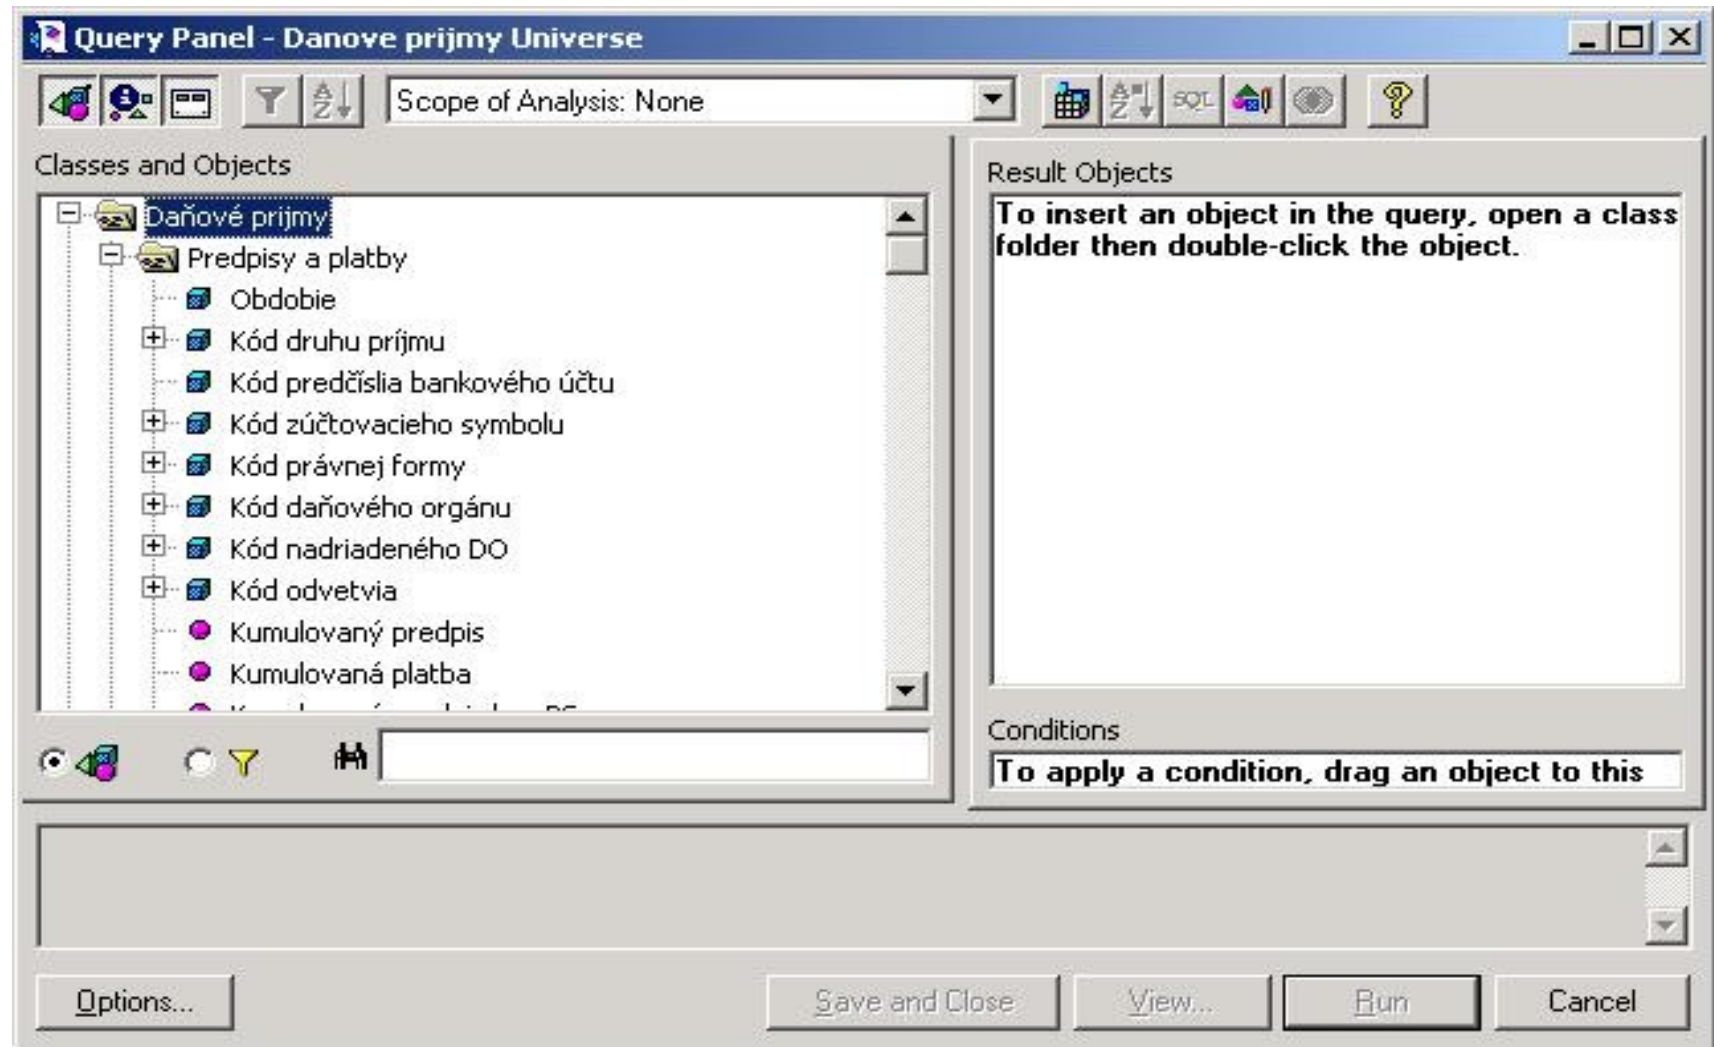 Query Panel - Danove prijmy Universe
Scope of Analysis: None
SQL
Classes and Objects
Daňové prijmy
Predpisy a platby
Obdobie
Kód druhu príjmu
Kód predčíslia bankového účtu
Kód zúčtovacieho symbolu
Kód právnej formy
Kód daňového orgánu
Kód nadriadeného DO
Kód odvetvia
Kumulovaný predpis
Kumulovaná platba
Result Objects
To insert an object in the query, open a class
folder then double-click the object.
Conditions
To apply a condition, drag an object to this
Options...
Save and Close
View...
Run
Cancel